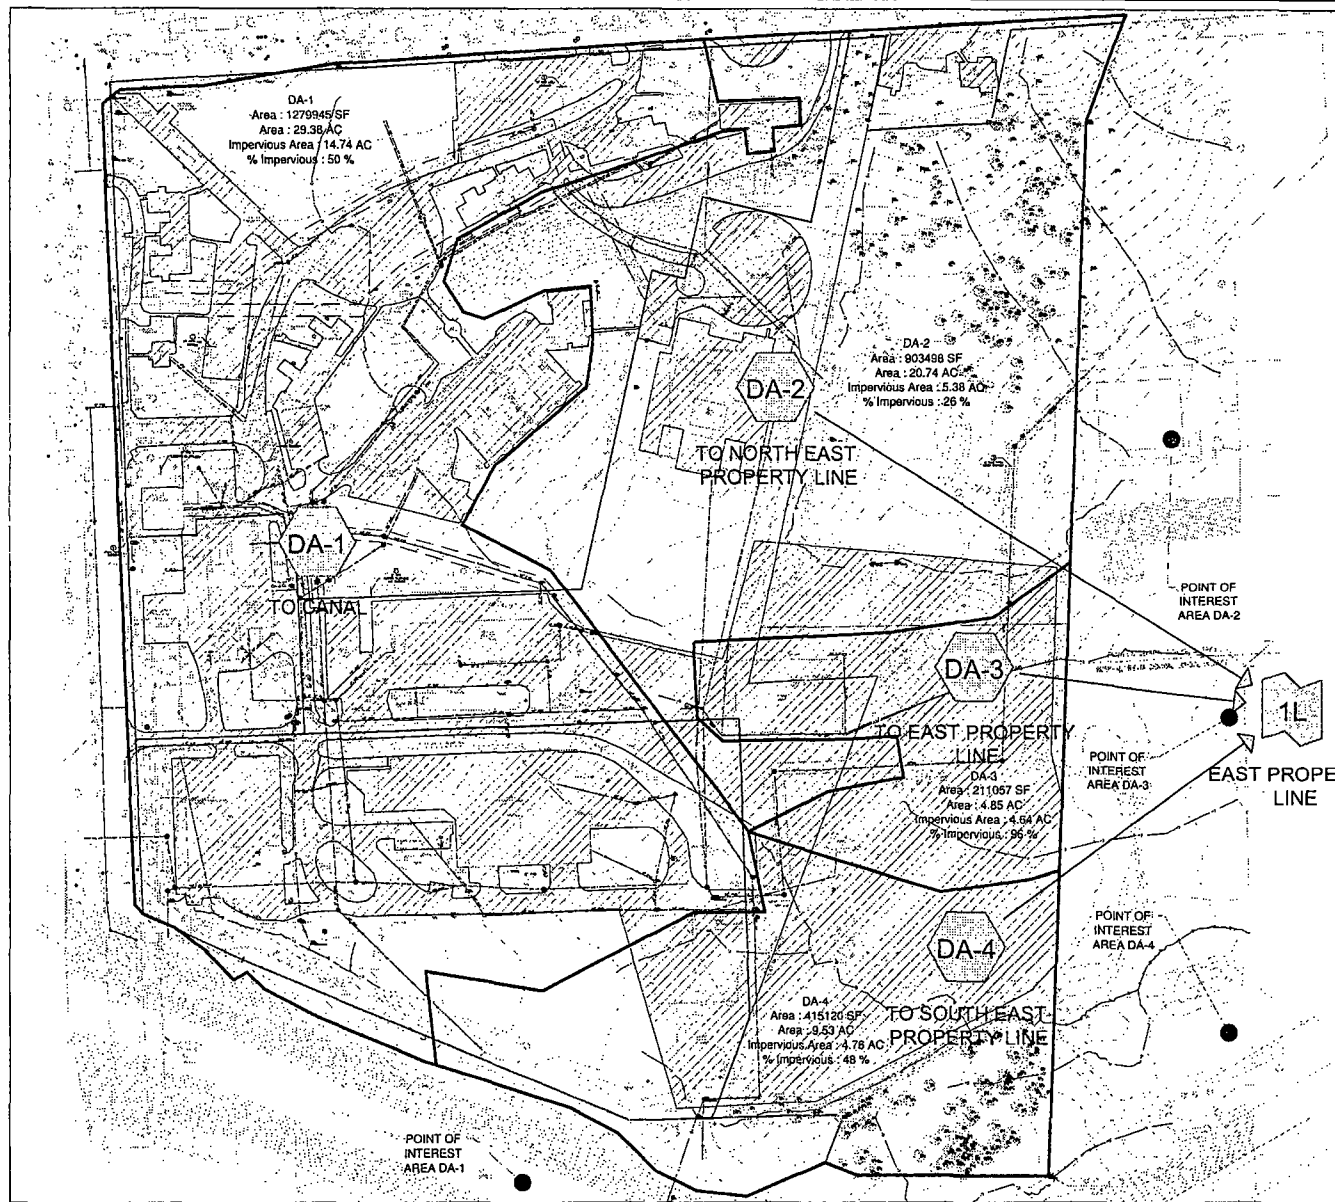 DA-1
Area : 1279945 SF
Area : 29.38 AC
Impervious Area : 14.74 AC
% Impervious : 50 %
DA-2
Area : 903498 SF
Area : 20.74 AC
Impervious Area : 5.38 AC
% Impervious : 26 %
DA-2
TO NORTH EAST
PROPERTY LINE
DA-1
TO CANAL
POINT OF
INTEREST
AREA DA-2
DA-3
TO EAST PROPERTY
LINE
DA-3
Area : 211057 SF
Area : 4.85 AC
Impervious Area : 4.64 AC
% Impervious : 96 %
POINT OF
INTEREST
AREA DA-3
1L
EAST PROPE
LINE
DA-4
TO SOUTH EAST
PROPERTY LINE
POINT OF
INTEREST
AREA DA-4
DA-4
Area : 415120 SF
Area : 9.53 AC
Impervious Area : 4.76 AC
% Impervious : 48 %
POINT OF
INTEREST
AREA DA-1